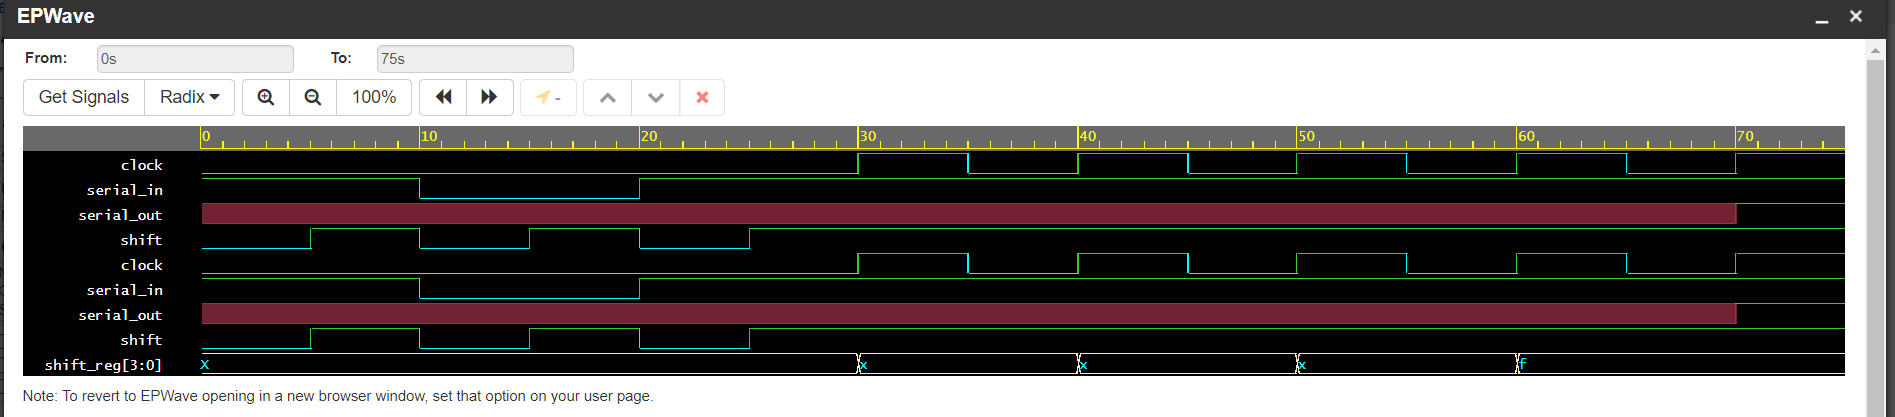 EPWave
From: 0s To: 75s
Get Signals Radix 100% -
0 10 20 30 40 50 60 70
clock
serial_in
serial_out
shift
clock
serial_in
serial_out
shift
shift_reg[3:0] X x x x f
Note: To revert to EPWave opening in a new browser window, set that option on your user page.